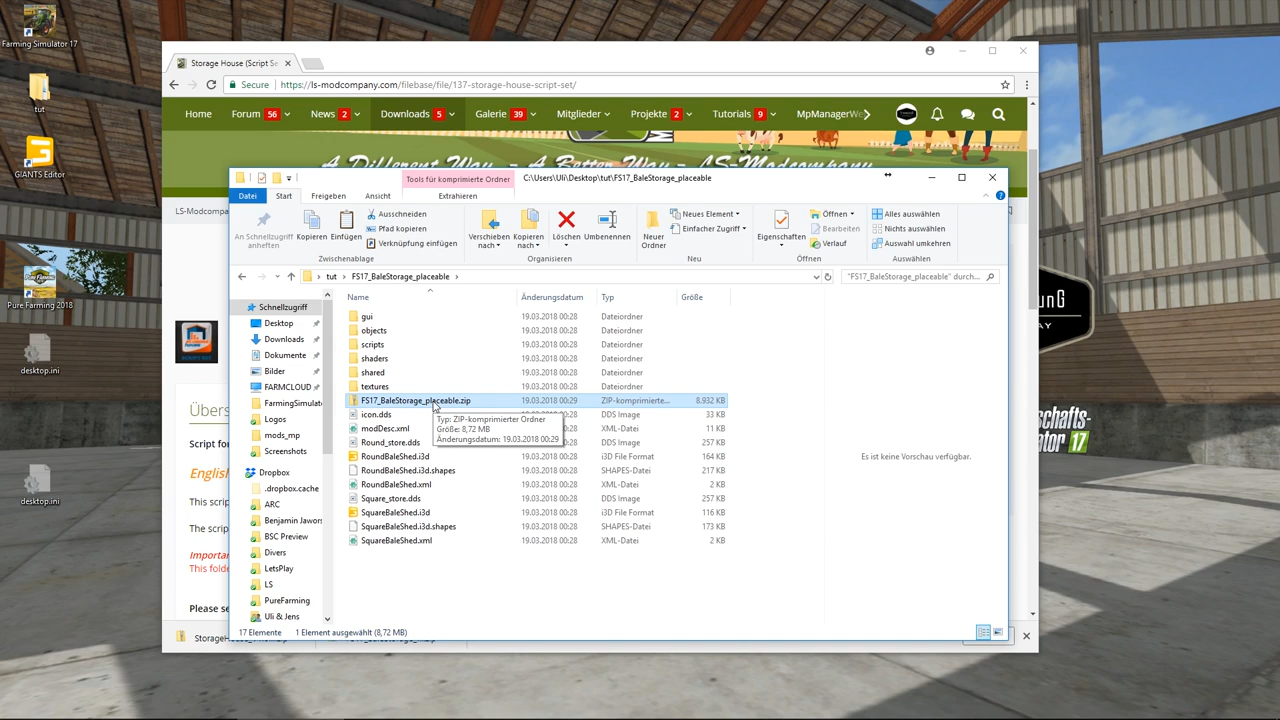 Farming Simulator 17
tut
GIANTS Editor
Pure Farming 2018
desktop.ini
desktop.ini
Storage House (Script Se
Secure
https://ls-modcompany.com/filebase/file/137-storage-house-script-set/
Home
Forum 56
News 2
Downloads 5
Galerie 39
Mitglieder
Projekte 2
Tutorials 9
MpManagerWe
A Different Way - A Better Way - LS-Modcompany
Tools für komprimierte Ordner
C:\Users\Uli\Desktop\tut\FS17_BaleStorage_placeable
Datei
Start
Freigeben
Ansicht
Extrahieren
LS-Modcompa
An Schnellzugriff anheften
Kopieren
Einfügen
Ausschneiden
Pfad kopieren
Verknüpfung einfügen
Zwischenablage
Verschieben nach
Kopieren nach
Löschen
Umbenennen
Organisieren
Neuer Ordner
Neues Element
Einfacher Zugriff
Neu
Eigenschaften
Öffnen
Bearbeiten
Verlauf
Öffnen
Alles auswählen
Nichts auswählen
Auswahl umkehren
Auswählen
tut
FS17_BaleStorage_placeable
"FS17_BaleStorage_placeable" durch...
Schnellzugriff
Desktop
Downloads
Dokumente
Bilder
FARMCLOUD
FarmingSimulato
Logos
mods_mp
Screenshots
Dropbox
.dropbox.cache
ARC
Benjamin Jawors
BSC Preview
Divers
LetsPlay
LS
PureFarming
Uli & Jens
Name Änderungsdatum Typ Größe
gui 19.03.2018 00:28 Dateiordner
objects 19.03.2018 00:28 Dateiordner
scripts 19.03.2018 00:28 Dateiordner
shaders 19.03.2018 00:28 Dateiordner
shared 19.03.2018 00:28 Dateiordner
textures 19.03.2018 00:28 Dateiordner
FS17_BaleStorage_placeable.zip 19.03.2018 00:29 ZIP-komprimierte... 8.932 KB
icon.dds DDS Image 33 KB
modDesc.xml XML-Datei 11 KB
Round_store.dds DDS Image 257 KB
RoundBaleShed.i3d 19.03.2018 00:28 i3D File Format 164 KB
RoundBaleShed.i3d.shapes 19.03.2018 00:28 SHAPES-Datei 217 KB
RoundBaleShed.xml 19.03.2018 00:28 XML-Datei 2 KB
Square_store.dds 19.03.2018 00:28 DDS Image 257 KB
SquareBaleShed.i3d 19.03.2018 00:28 i3D File Format 116 KB
SquareBaleShed.i3d.shapes 19.03.2018 00:28 SHAPES-Datei 173 KB
SquareBaleShed.xml 19.03.2018 00:28 XML-Datei 2 KB
Typ: ZIP-komprimierter Ordner
Größe: 8,72 MB
Änderungsdatum: 19.03.2018 00:29
Es ist keine Vorschau verfügbar.
17 Elemente
1 Element ausgewählt (8,72 MB)
Übers
Script for
English
This scrip
The scrip
Importan
This folde
Please se